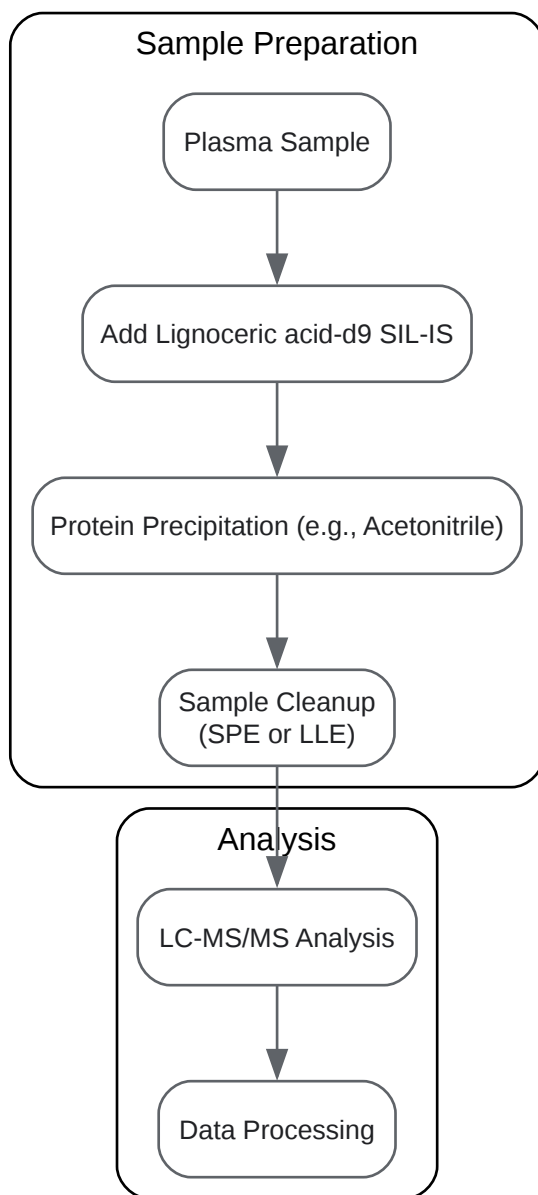 Sample Preparation
Plasma Sample
Add Lignoceric acid-d9 SIL-IS
Protein Precipitation (e.g., Acetonitrile)
Sample Cleanup
(SPE or LLE)
Analysis
LC-MS/MS Analysis
Data Processing